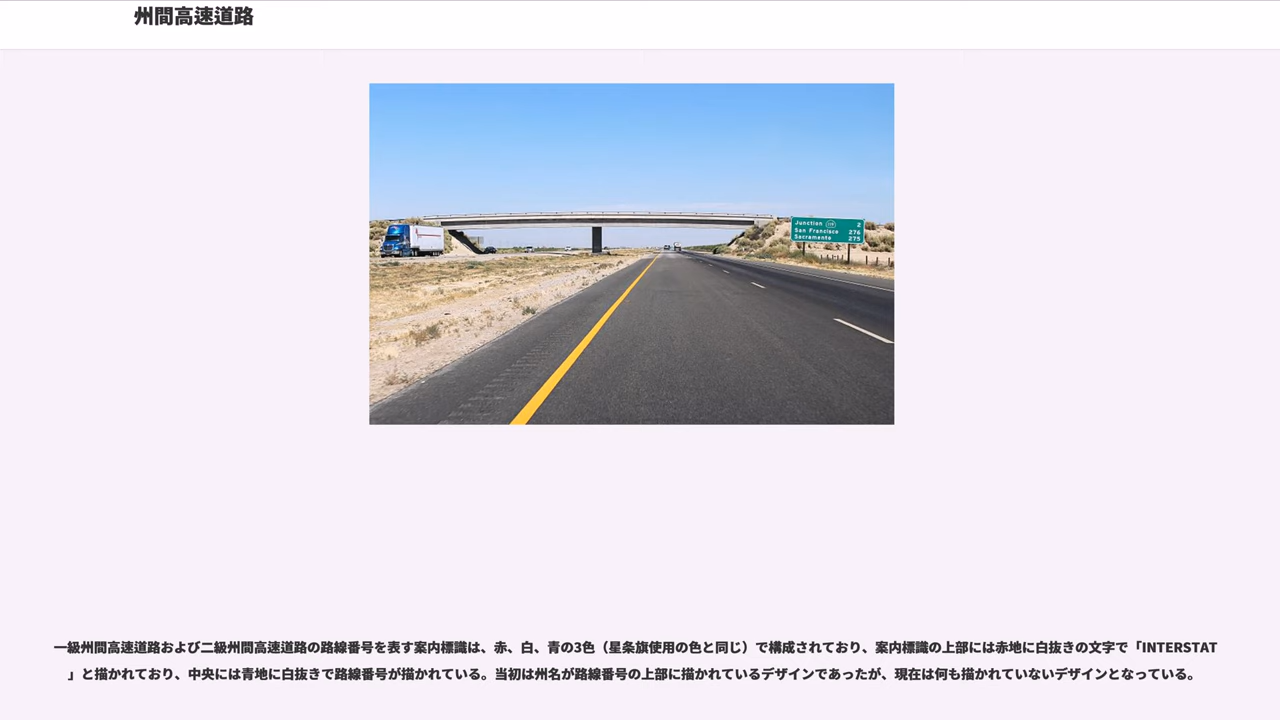 州間高速道路
Junction 119 2
San Francisco 276
Sacramento 275
一級州間高速道路および二級州間高速道路の路線番号を表す案内標識は、赤、白、青の3色（星条旗使用の色と同じ）で構成されており、案内標識の上部には赤地に白抜きの文字で「INTERSTAT
」と描かれており、中央には青地に白抜きで路線番号が描かれている。当初は州名が路線番号の上部に描かれているデザインであったが、現在は何も描かれていないデザインとなっている。